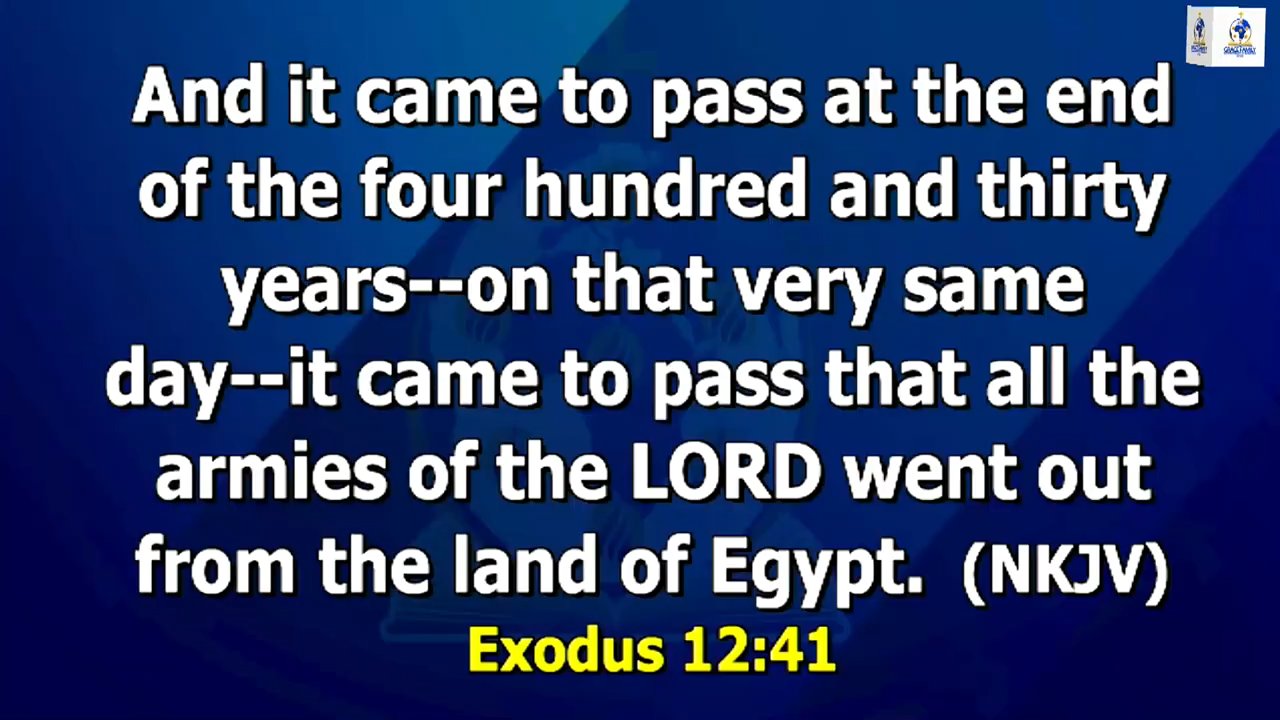 And it came to pass at the end
of the four hundred and thirty
years--on that very same
day--it came to pass that all the
armies of the LORD went out
from the land of Egypt.  (NKJV)
Exodus 12:41